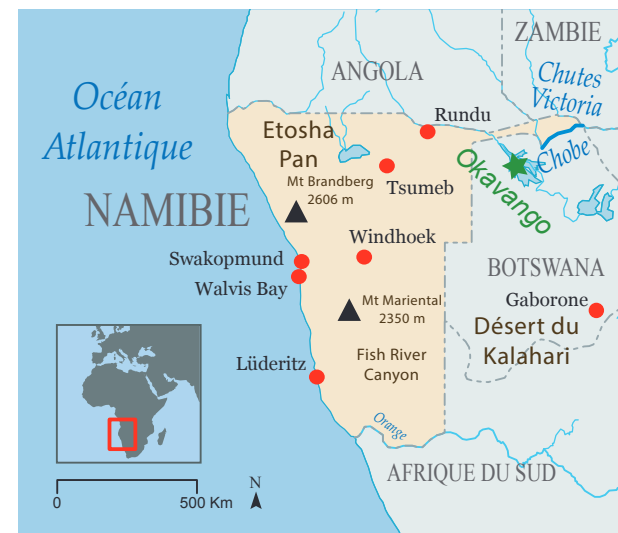 ZAMBIE
ANGOLA
Chutes
Victoria
Océan
Atlantique
Rundu
Etosha
Pan
Chobe
Okavango
Mt Brandberg
2606 m
Tsumeb
NAMIBIE
Windhoek
Swakopmund
Walvis Bay
BOTSWANA
Gaborone
Mt Mariental
2350 m
Désert du
Kalahari
Lüderitz
Fish River
Canyon
Orange
AFRIQUE DU SUD
N
0 500 Km